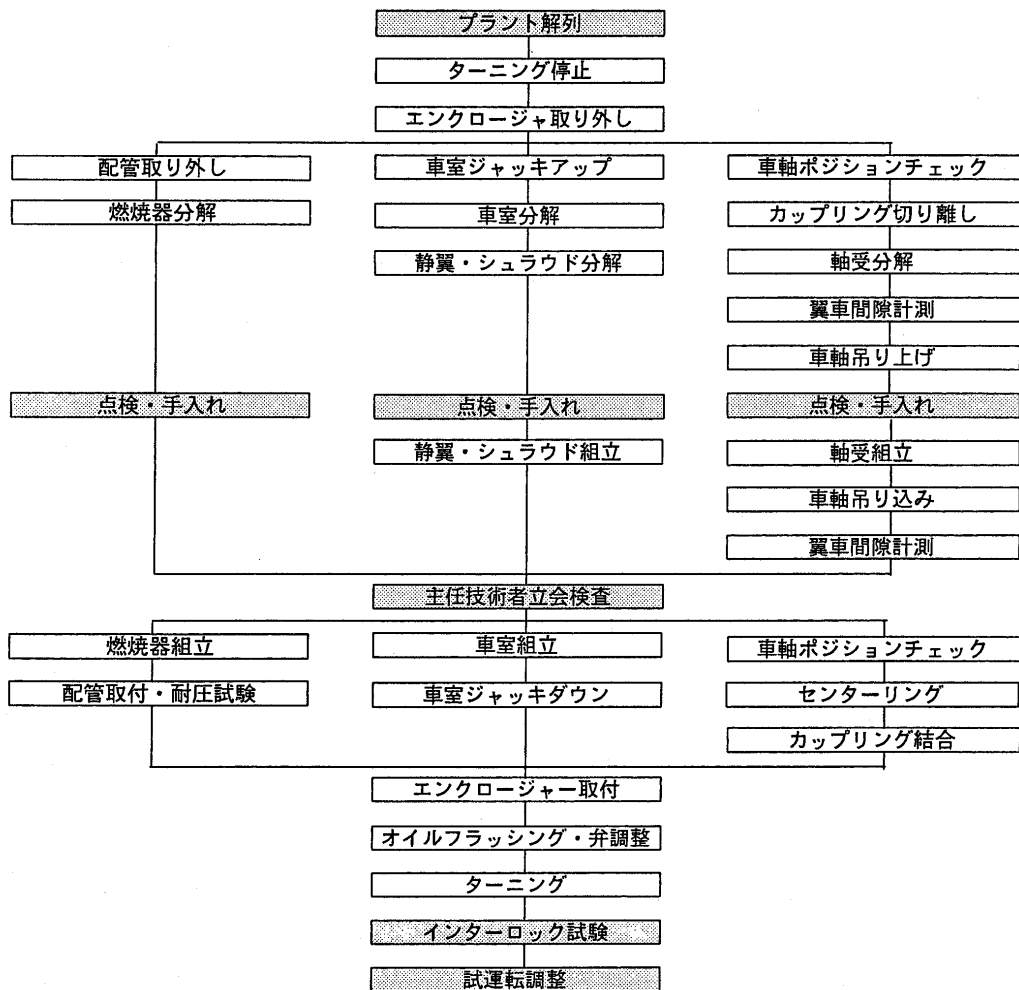 プラント解列
ターニング停止
エンクロージャ取り外し
配管取り外し
車室ジャッキアップ
車軸ポジションチェック
燃焼器分解
車室分解
カップリング切り離し
静翼・シュラウド分解
軸受分解
翼車間隙計測
車軸吊り上げ
点検・手入れ
点検・手入れ
点検・手入れ
静翼・シュラウド組立
軸受組立
車軸吊り込み
翼車間隙計測
主任技術者立会検査
燃焼器組立
車室組立
車軸ポジションチェック
配管取付・耐圧試験
車室ジャッキダウン
センターリング
カップリング結合
エンクロージャー取付
オイルフラッシング・弁調整
ターニング
インターロック試験
試運転調整